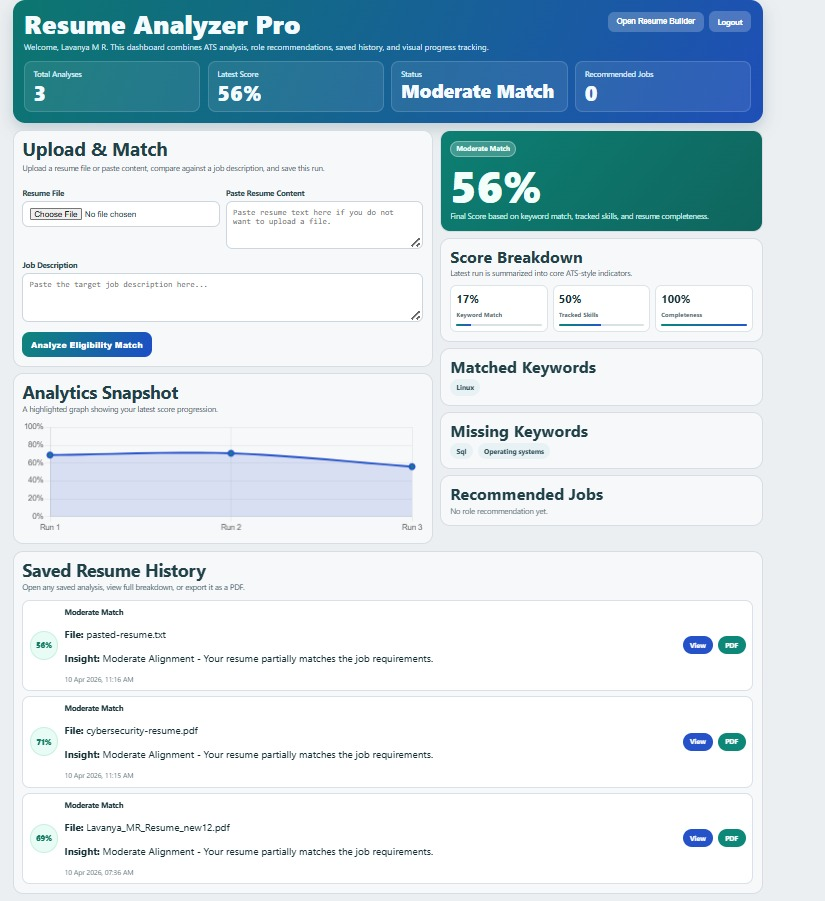 Resume Analyzer Pro
Open Resume Builder
Logout
Welcome, Lavanya M R. This dashboard combines ATS analysis, role recommendations, saved history, and visual progress tracking.
Total Analyses
3
Latest Score
56%
Status
Moderate Match
Recommended Jobs
0
Upload & Match
Upload a resume file or paste content, compare against a job description, and save this run.
Resume File
Choose File No file chosen
Paste Resume Content
Paste resume text here if you do not
want to upload a file.
Job Description
Paste the target job description here...
Analyze Eligibility Match
Moderate Match
56%
Final Score based on keyword match, tracked skills, and resume completeness.
Score Breakdown
Latest run is summarized into core ATS-style indicators.
17%
Keyword Match
50%
Tracked Skills
100%
Completeness
Matched Keywords
Linux
Missing Keywords
Sql
Operating systems
Recommended Jobs
No role recommendation yet.
Analytics Snapshot
A highlighted graph showing your latest score progression.
100%
80%
60%
40%
20%
0%
Run 1
Run 2
Run 3
Saved Resume History
Open any saved analysis, view full breakdown, or export it as a PDF.
56%
Moderate Match
File: pasted-resume.txt
Insight: Moderate Alignment - Your resume partially matches the job requirements.
10 Apr 2026, 11:16 AM
View
PDF
71%
Moderate Match
File: cybersecurity-resume.pdf
Insight: Moderate Alignment - Your resume partially matches the job requirements.
10 Apr 2026, 11:15 AM
View
PDF
69%
Moderate Match
File: Lavanya_MR_Resume_new12.pdf
Insight: Moderate Alignment - Your resume partially matches the job requirements.
10 Apr 2026, 07:36 AM
View
PDF